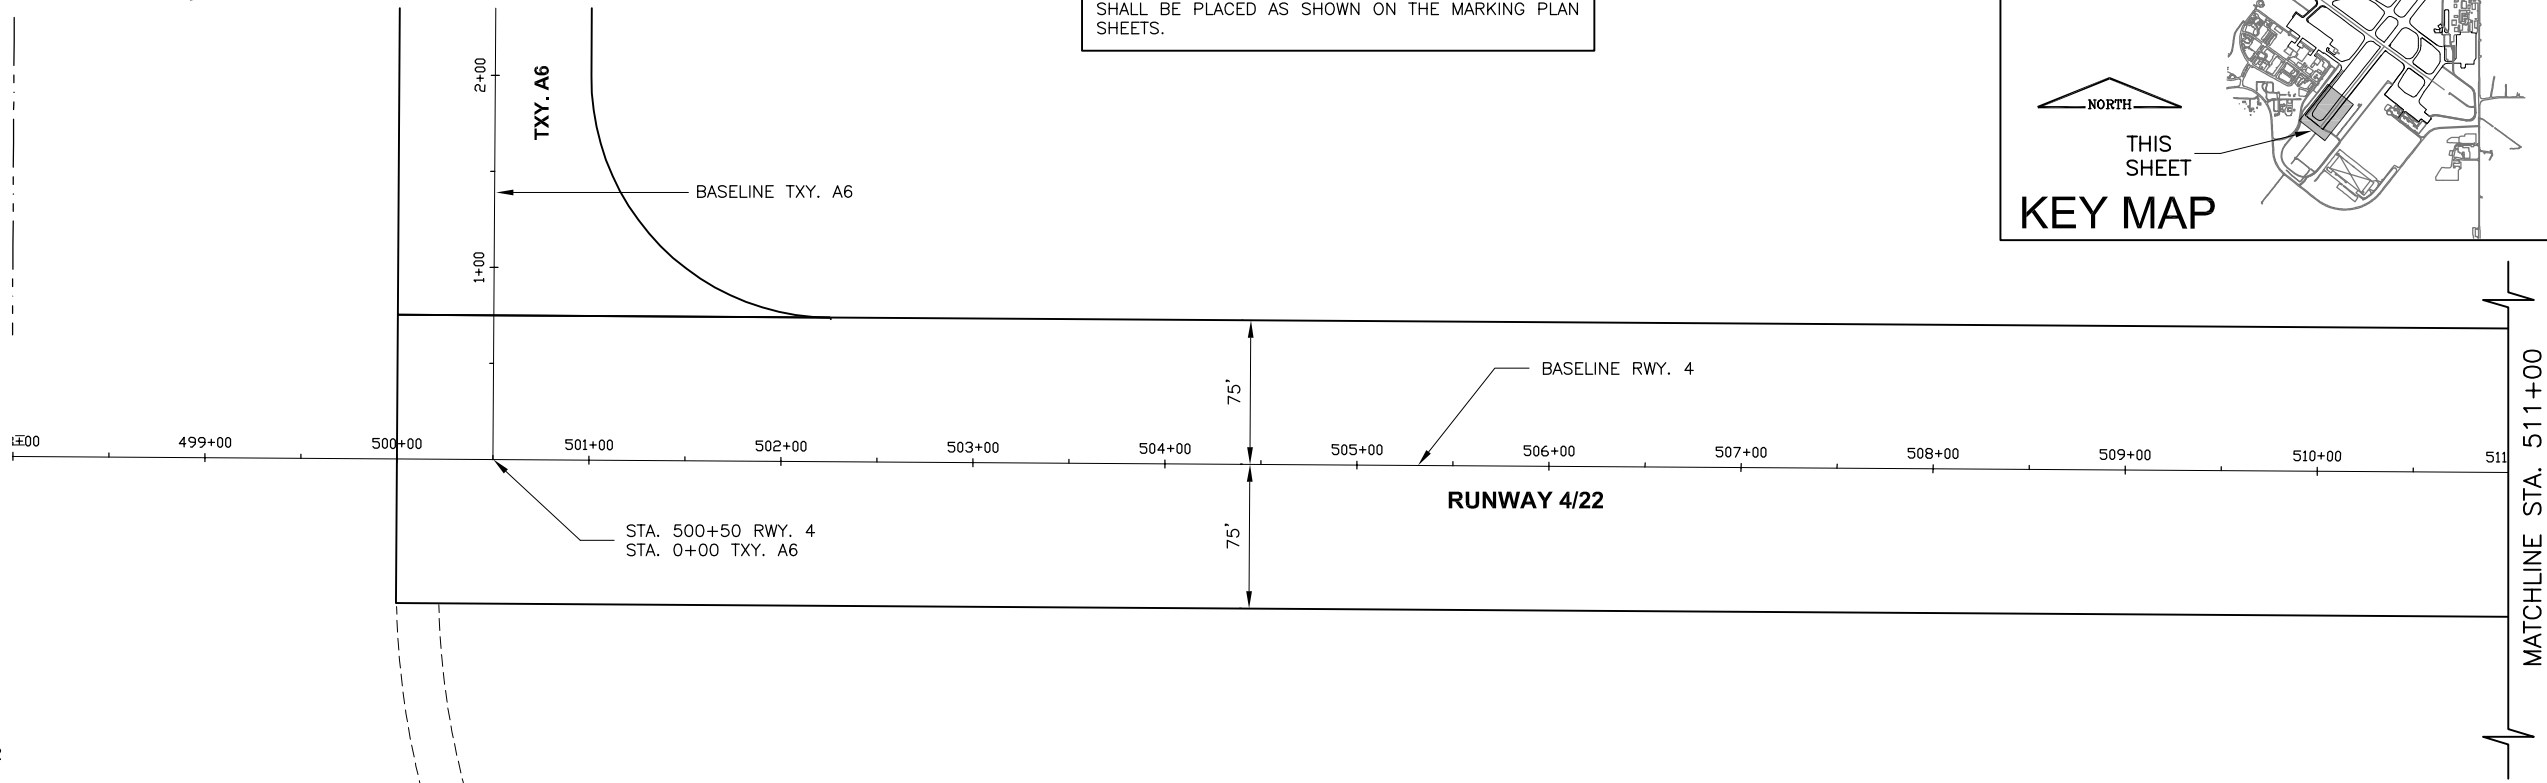 SHALL BE PLACED AS SHOWN ON THE MARKING PLAN
SHEETS.
NORTH
THIS
SHEET
KEY MAP
2+00
TXY. A6
BASELINE TXY. A6
1+00
75'
BASELINE RWY. 4
499+00
500+00
501+00
502+00
503+00
504+00
505+00
506+00
507+00
508+00
509+00
510+00
511
RUNWAY 4/22
STA. 500+50 RWY. 4
STA. 0+00 TXY. A6
75'
MATCHLINE STA. 511+00